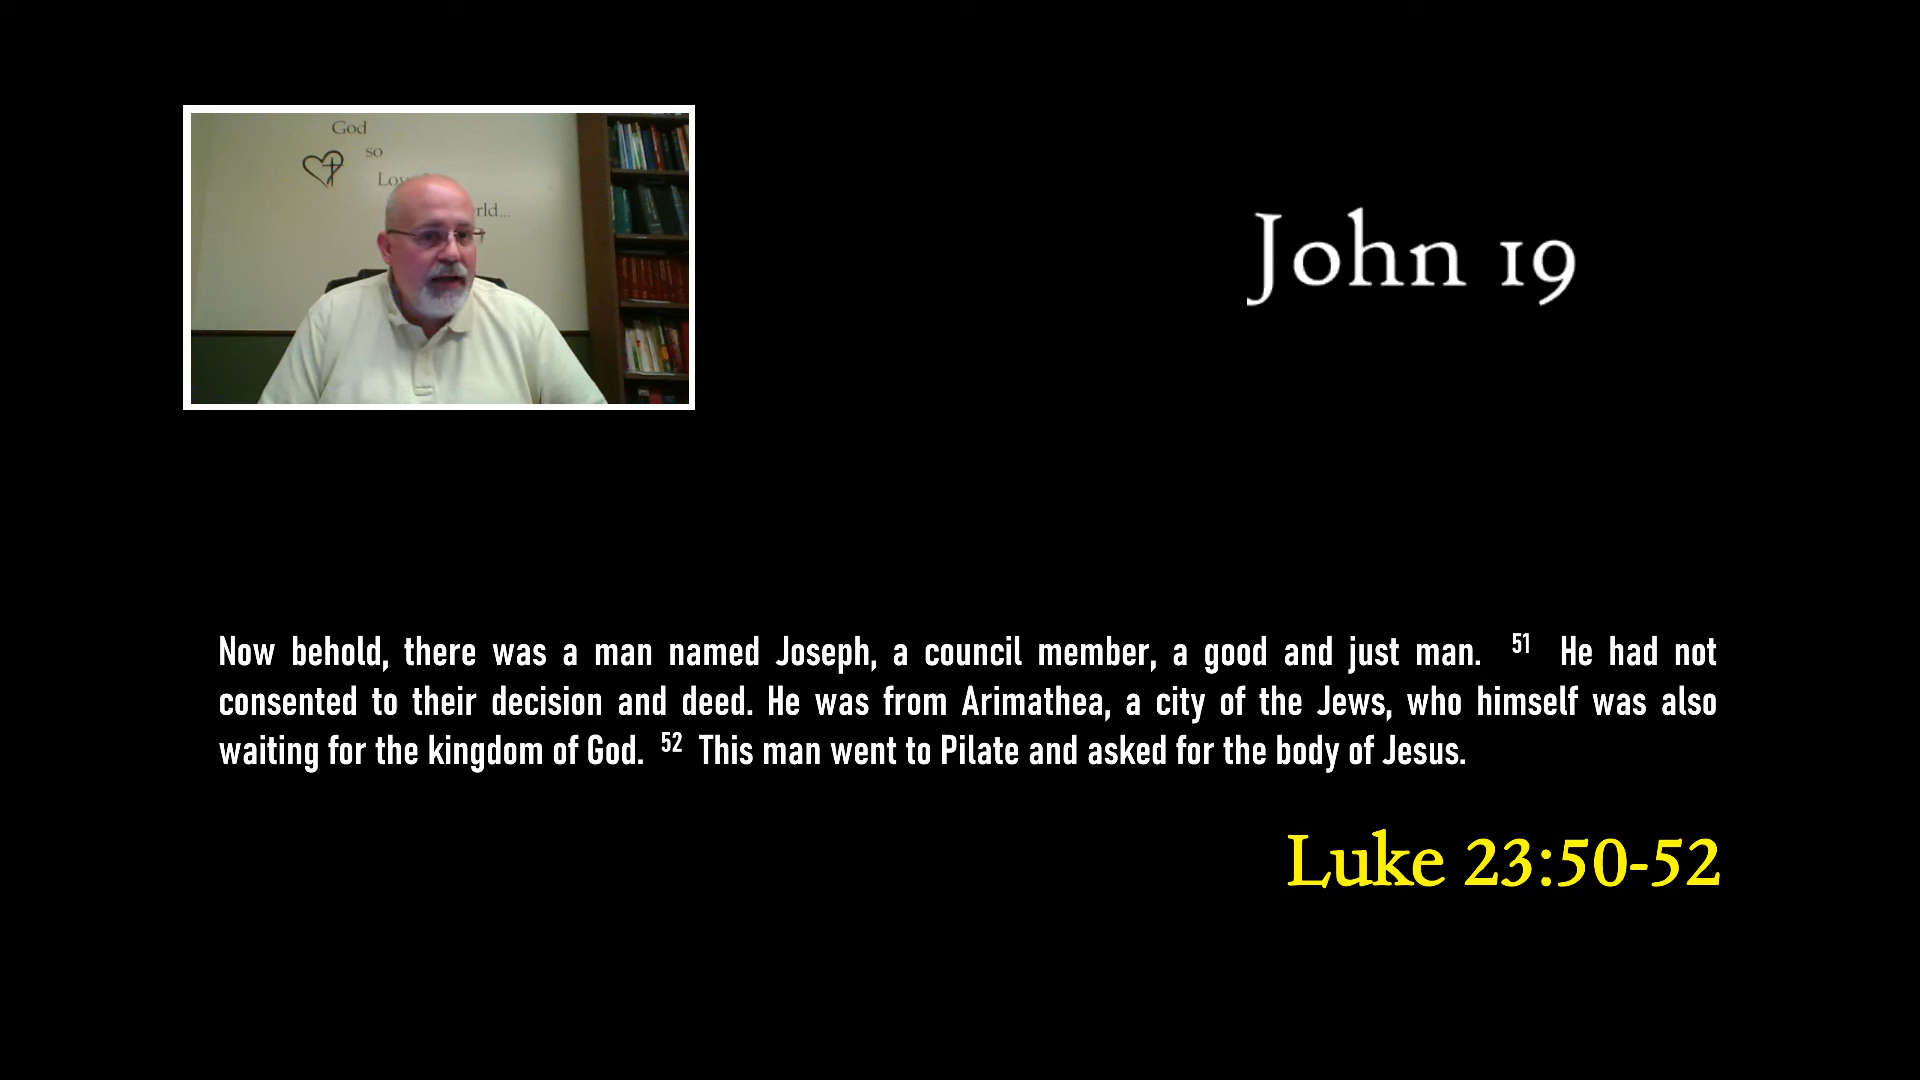 God
so
rld...
John 19
Now behold, there was a man named Joseph, a council member, a good and just man. 51 He had not
consented to their decision and deed. He was from Arimathea, a city of the Jews, who himself was also
waiting for the kingdom of God. 52 This man went to Pilate and asked for the body of Jesus.
Luke 23:50-52